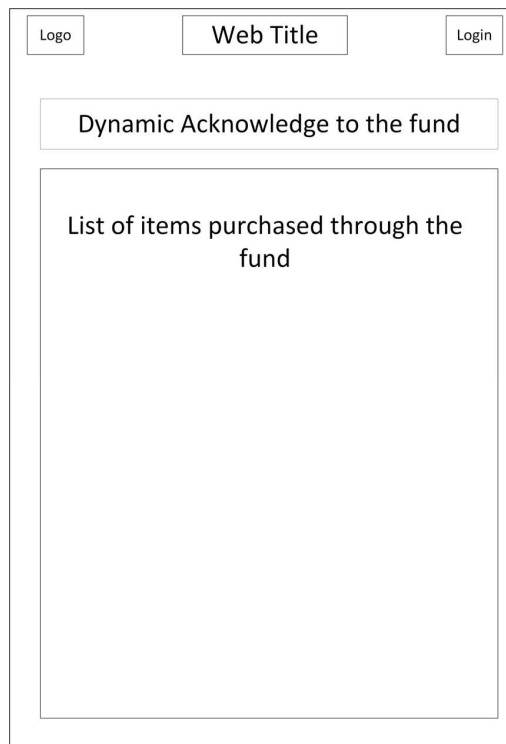 Logo
Web Title
Login
Dynamic Acknowledge to the fund
List of items purchased through the
fund